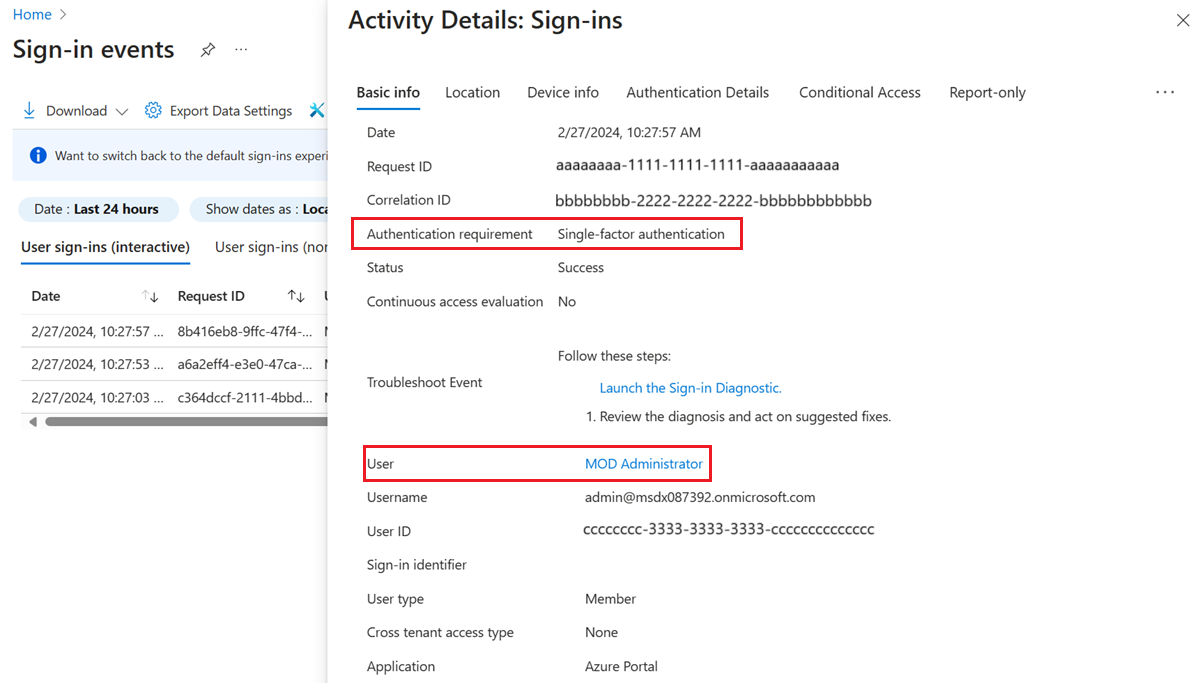 Home
Sign-in events
...
Download
Export Data Settings
Want to switch back to the default sign-ins experi
Date : Last 24 hours
Show dates as : Loca
User sign-ins (interactive)
User sign-ins (nor
Date
Request ID
2/27/2024, 10:27:57 ...
8b416eb8-9ffc-47f4-...
2/27/2024, 10:27:53 ...
a6a2eff4-e3e0-47ca-...
2/27/2024, 10:27:03 ...
c364dccf-2111-4bbd...
Activity Details: Sign-ins
Basic info
Location
Device info
Authentication Details
Conditional Access
Report-only
...
Date 2/27/2024, 10:27:57 AM
Request ID aaaaaaaa-1111-1111-1111-aaaaaaaaaaa
Correlation ID bbbbbbbb-2222-2222-2222-bbbbbbbbbbbb
Authentication requirement Single-factor authentication
Status Success
Continuous access evaluation No
Follow these steps:
Troubleshoot Event
Launch the Sign-in Diagnostic.
1. Review the diagnosis and act on suggested fixes.
User MOD Administrator
Username admin@msdx087392.onmicrosoft.com
User ID cccccccc-3333-3333-3333-cccccccccccccc
Sign-in identifier
User type Member
Cross tenant access type None
Application Azure Portal